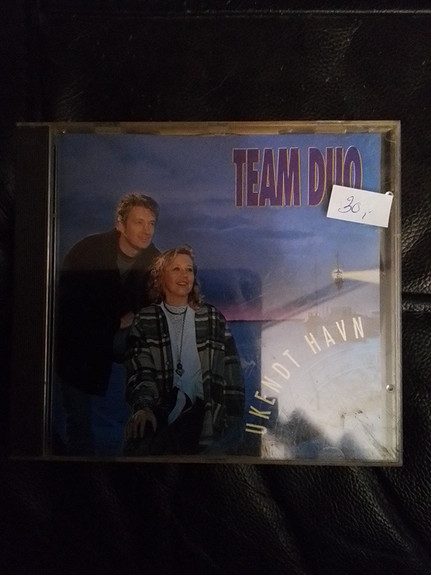 TEAM DUO
30,-
UKENDT HAVN